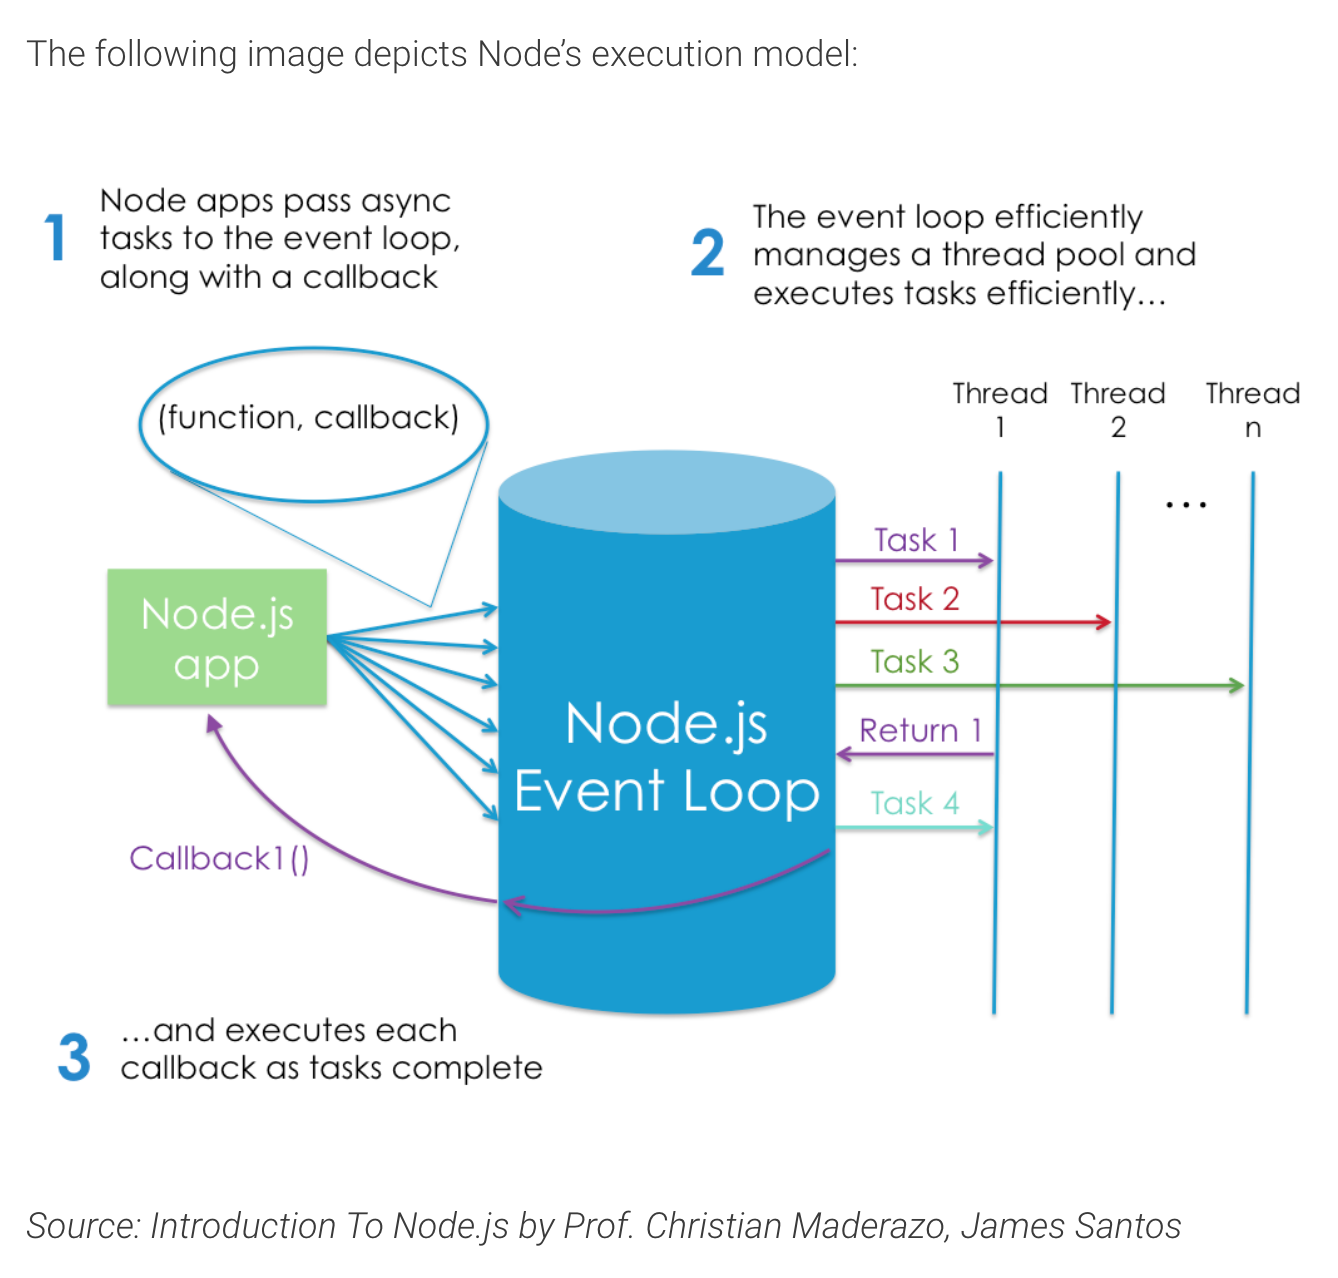 The following image depicts Node’s execution model:
1
Node apps pass async
tasks to the event loop,
along with a callback
2
The event loop efficiently
manages a thread pool and
executes tasks efficiently...
(function, callback)
Thread
1
Thread
2
...
Thread
n
Node.js
app
Node.js
Event Loop
Task 1
Task 2
Task 3
Return 1
Task 4
Callback1()
3
...and executes each
callback as tasks complete
Source: Introduction To Node.js by Prof. Christian Maderazo, James Santos